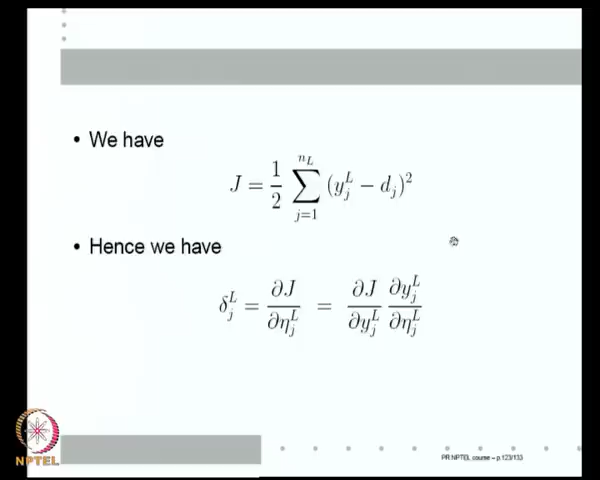 • We have
J = \frac{1}{2} \sum_{j=1}^{n_L} (y_j^L - d_j)^2
• Hence we have
\delta_j^L = \frac{\partial J}{\partial \eta_j^L} = \frac{\partial J}{\partial y_j^L} \frac{\partial y_j^L}{\partial \eta_j^L}
NPTEL
PR NPTEL course – p.123/133